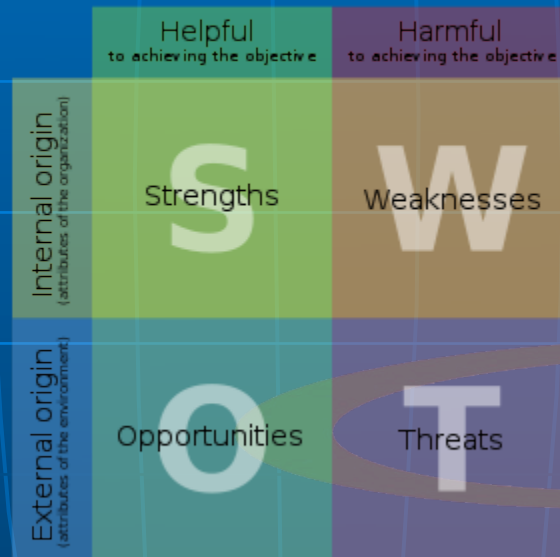 Helpful
to achieving the objective
Harmful
to achieving the objective
Internal origin
(attributes of the organization)
S
Strengths
W
Weaknesses
External origin
(attributes of the environment)
O
Opportunities
T
Threats